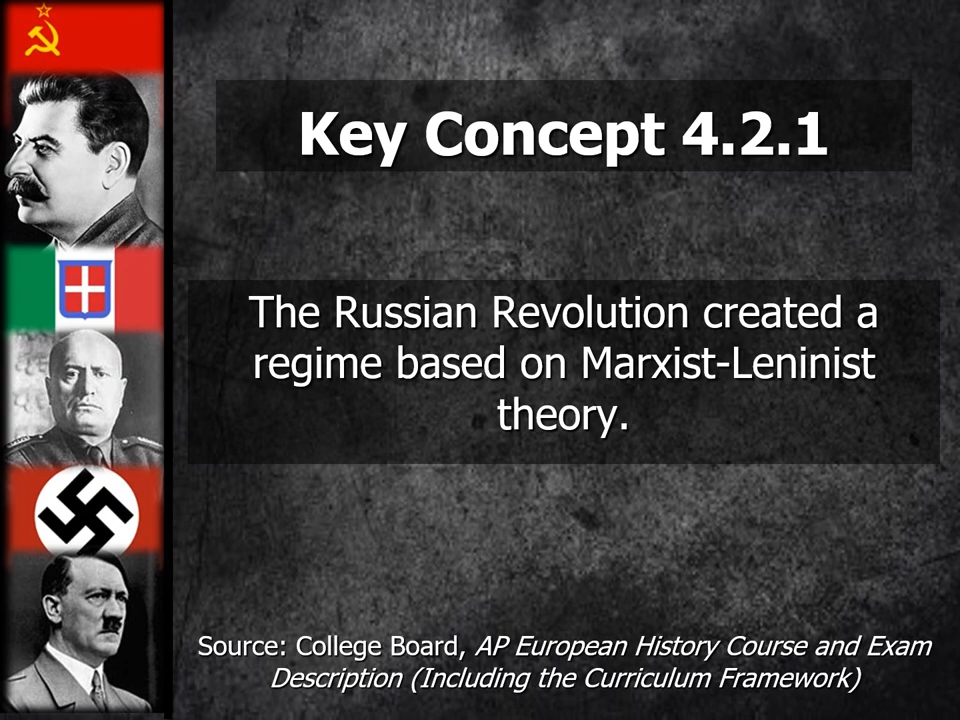 Key Concept 4.2.1
The Russian Revolution created a
regime based on Marxist-Leninist
theory.
Source: College Board, AP European History Course and Exam
Description (Including the Curriculum Framework)